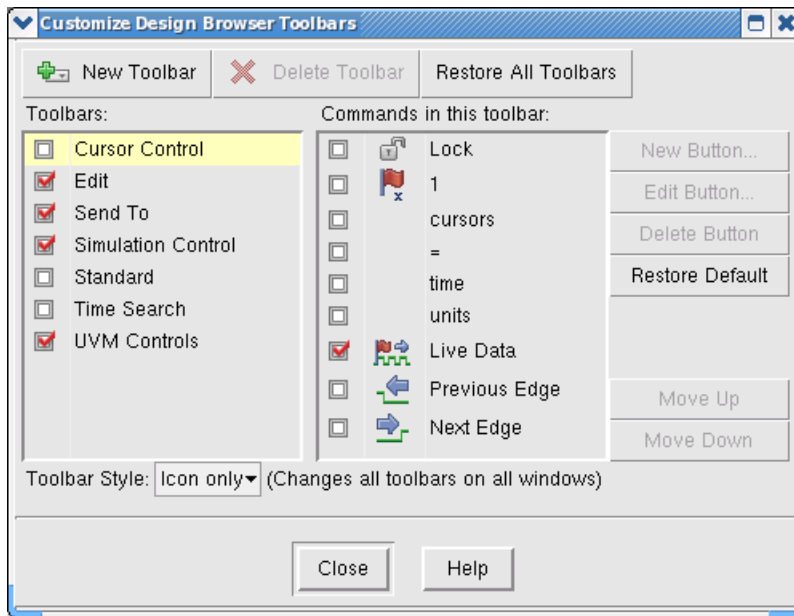 Customize Design Browser Toolbars
New Toolbar Delete Toolbar Restore All Toolbars
Toolbars: Commands in this toolbar:
Cursor Control Lock New Button...
Edit 1 Edit Button...
Send To cursors Delete Button
Simulation Control = Restore Default
Standard time
Time Search units
UVM Controls Live Data
Previous Edge Move Up
Next Edge Move Down
Toolbar Style: Icon only (Changes all toolbars on all windows)
Close Help